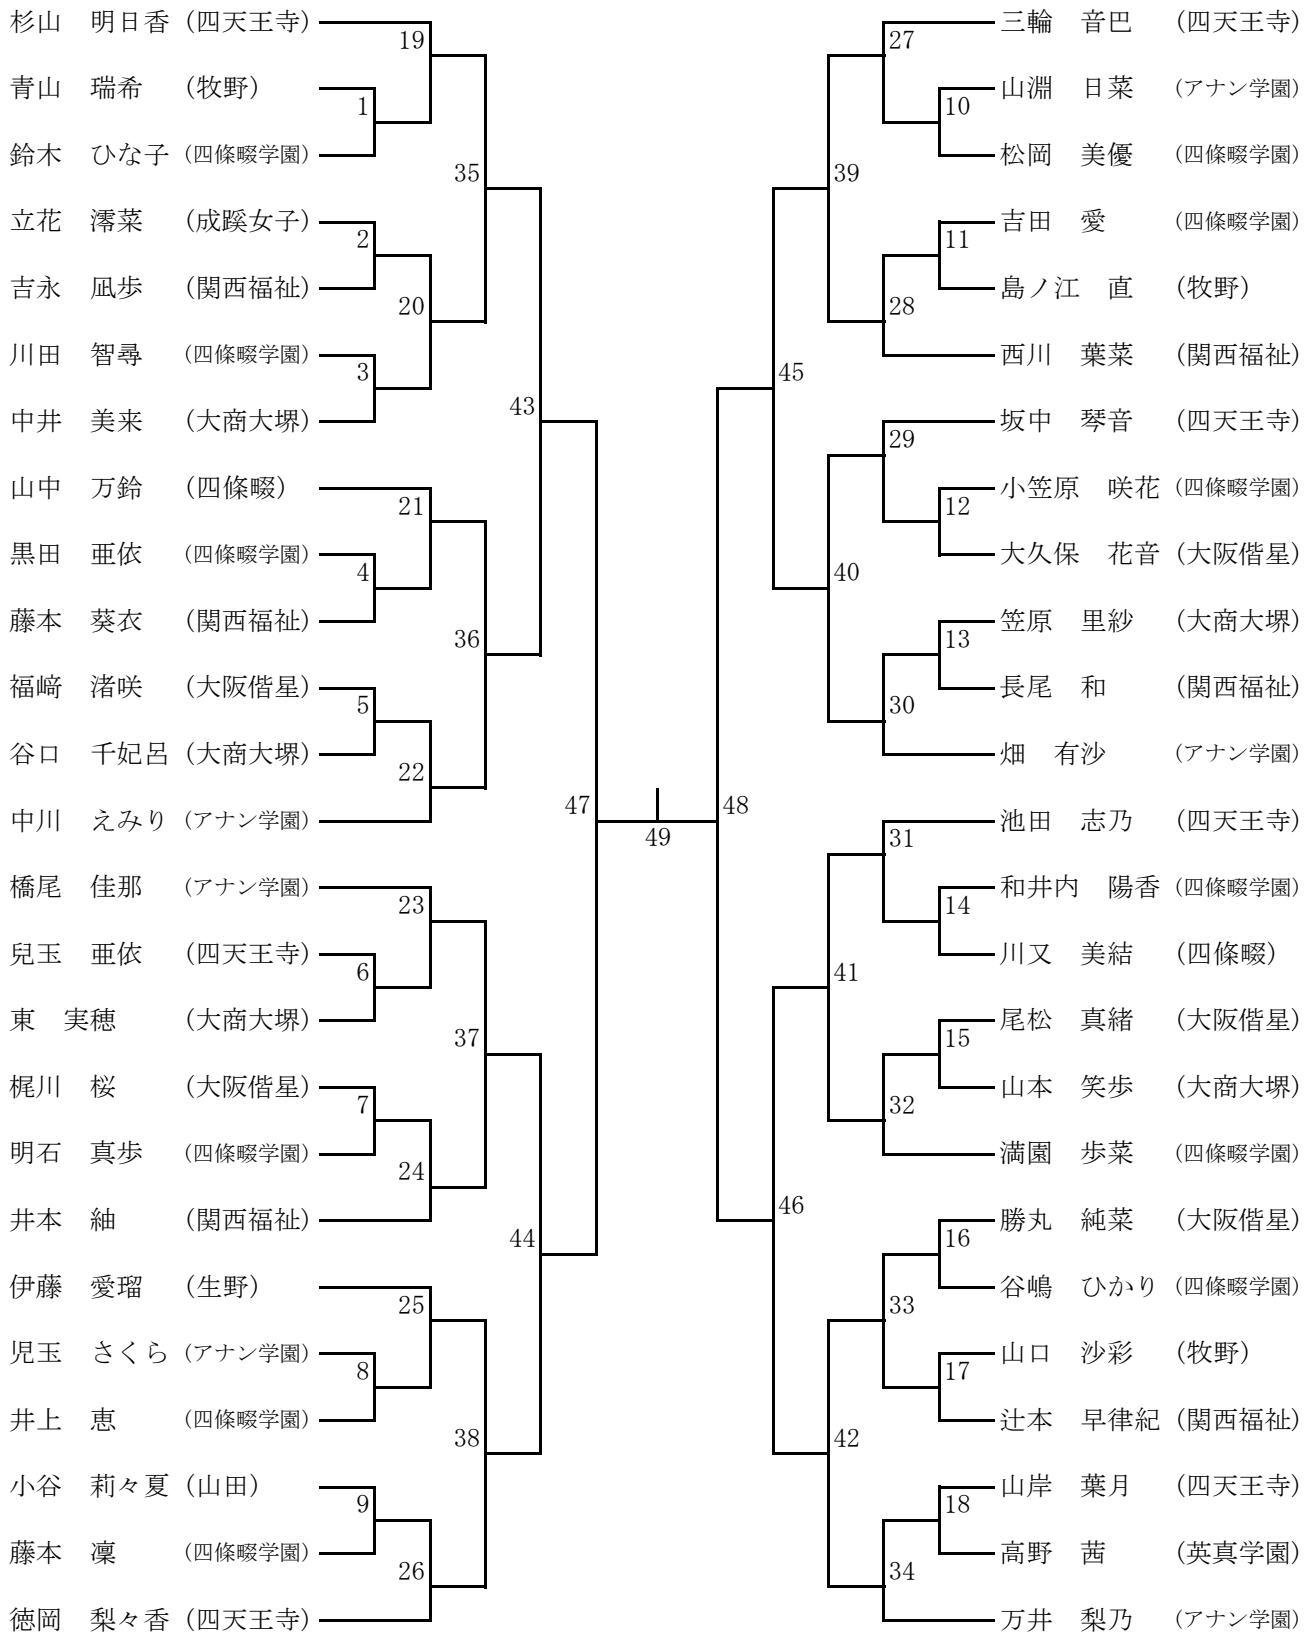 杉山 明日香 (四天王寺)
19
青山 瑞希 (牧野)
1
鈴木 ひな子 (四條畷学園)
35
立花 澪菜 (成蹊女子)
2
吉永 凪歩 (関西福祉)
20
川田 智尋 (四條畷学園)
3
中井 美来 (大商大堺)
43
山中 万鈴 (四條畷)
21
黒田 亜依 (四條畷学園)
4
藤本 葵衣 (関西福祉)
36
福﨑 渚咲 (大阪偕星)
5
谷口 千妃呂 (大商大堺)
22
中川 えみり (アナン学園)
47
橋尾 佳那 (アナン学園)
23
兒玉 亜依 (四天王寺)
6
東 実穂 (大商大堺)
37
梶川 桜 (大阪偕星)
7
明石 真歩 (四條畷学園)
24
井本 紬 (関西福祉)
44
伊藤 愛瑠 (生野)
25
児玉 さくら (アナン学園)
8
井上 恵 (四條畷学園)
38
小谷 莉々夏 (山田)
9
藤本 凜 (四條畷学園)
26
徳岡 梨々香 (四天王寺)
49
三輪 音巴 (四天王寺)
27
山淵 日菜 (アナン学園)
10
松岡 美優 (四條畷学園)
39
吉田 愛 (四條畷学園)
11
島ノ江 直 (牧野)
28
西川 葉菜 (関西福祉)
45
坂中 琴音 (四天王寺)
29
小笠原 咲花 (四條畷学園)
12
大久保 花音 (大阪偕星)
40
笠原 里紗 (大商大堺)
13
長尾 和 (関西福祉)
30
畑 有沙 (アナン学園)
48
池田 志乃 (四天王寺)
31
和井内 陽香 (四條畷学園)
14
川又 美結 (四條畷)
41
尾松 真緒 (大阪偕星)
15
山本 笑歩 (大商大堺)
32
満園 歩菜 (四條畷学園)
46
勝丸 純菜 (大阪偕星)
16
谷嶋 ひかり (四條畷学園)
33
山口 沙彩 (牧野)
17
辻本 早律紀 (関西福祉)
42
山岸 葉月 (四天王寺)
18
高野 茜 (英真学園)
34
万井 梨乃 (アナン学園)